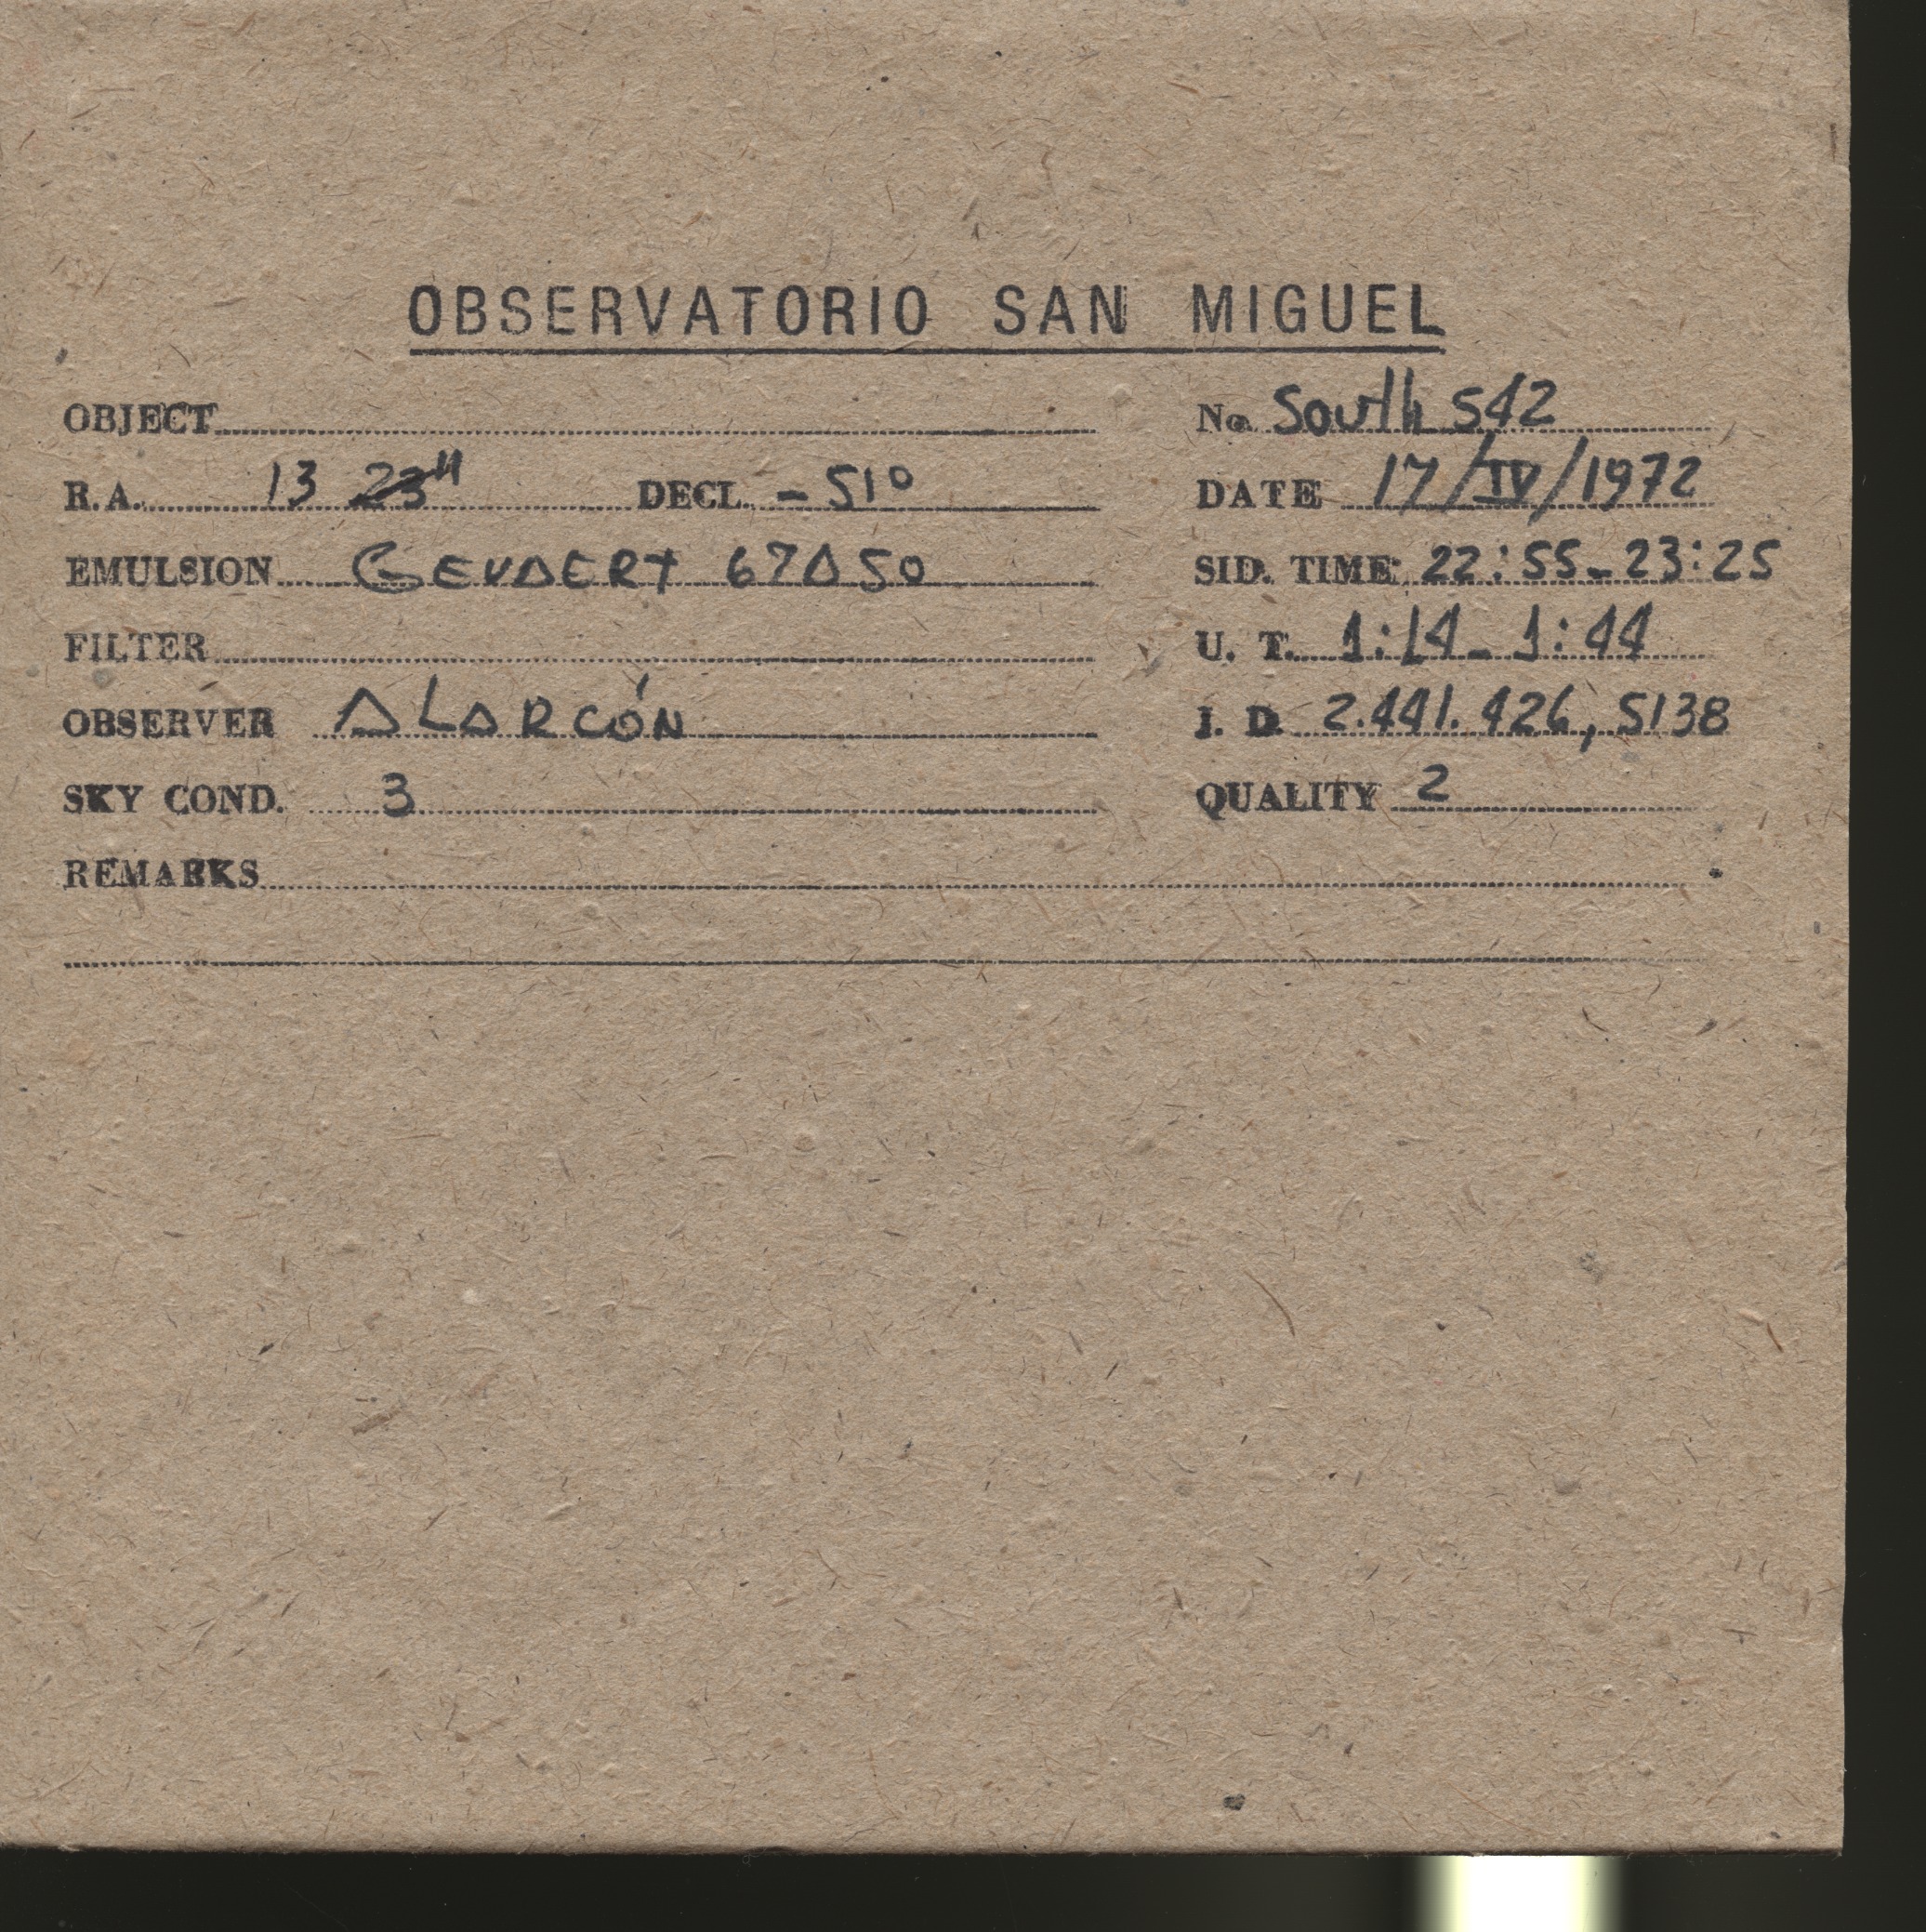 OBSERVATORIO SAN MIGUEL
OBJECT No. South 542
R.A. 13 23H DECL. -51° DATE 17/IV/1972
EMULSION GEVAERT 67A50 SID. TIME 22:55-23:25
FILTER U. T. 1:14-1:44
OBSERVER ALARCÓN J. D. 2.441.426,5138
SKY COND. 3 QUALITY 2
REMARKS